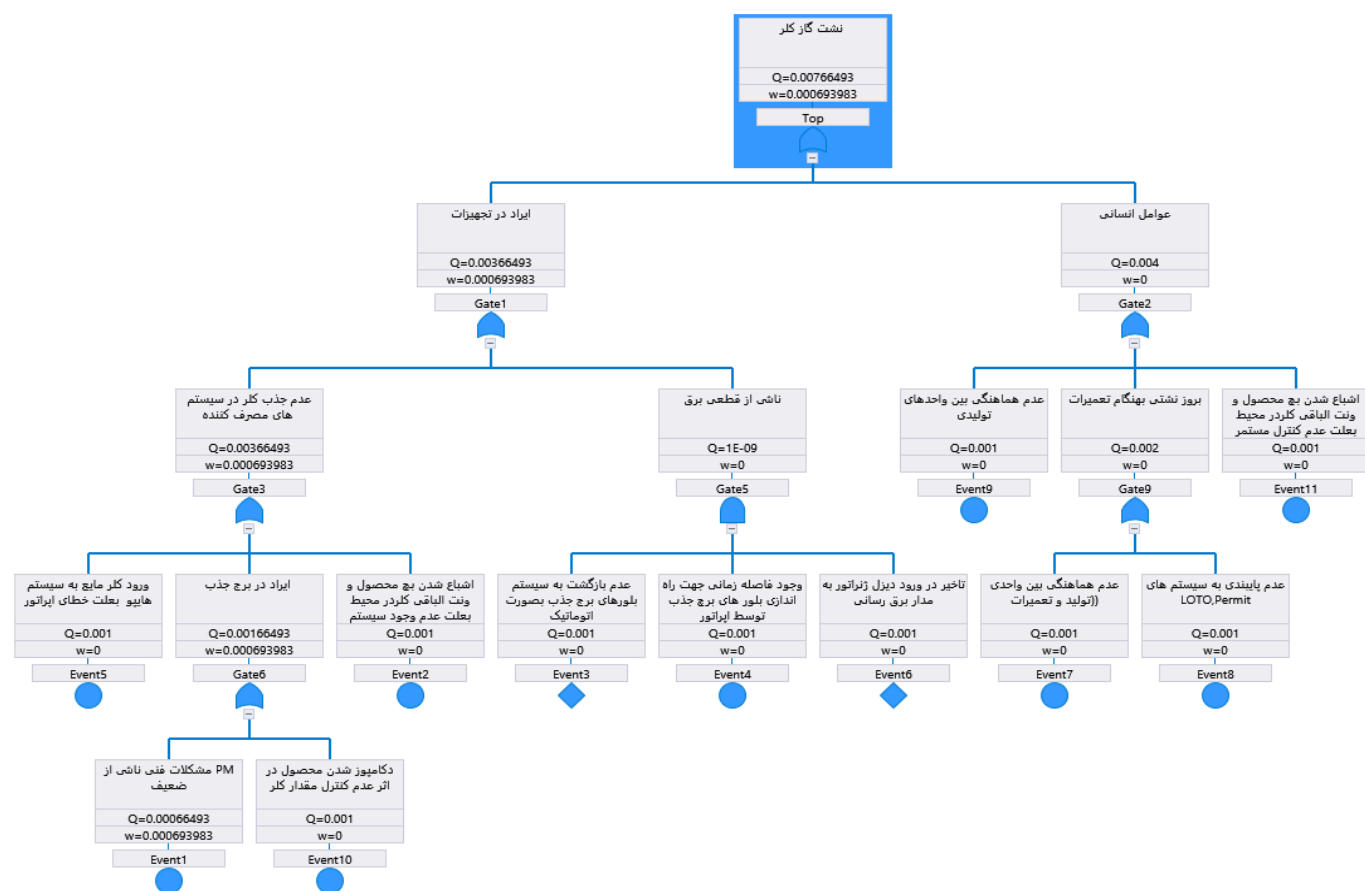 نشت گاز کلر
Q=0.00766493
w=0.000693983
Top
ایراد در تجهیزات
Q=0.00366493
w=0.000693983
Gate1
عوامل انسانی
Q=0.004
w=0
Gate2
عدم جذب کلر در سیستم
های مصرف کننده
Q=0.00366493
w=0.000693983
Gate3
ناشی از قطعی برق
Q=1E-09
w=0
Gate5
عدم هماهنگی بین واحدهای
تولیدی
Q=0.001
w=0
Event9
بروز نشتی بهنگام تعمیرات
Q=0.002
w=0
Gate9
اشباع شدن بچ محصول و
ونت الباقی کلردر محیط
بعلت عدم کنترل مستمر
Q=0.001
w=0
Event11
ورود کلر مایع به سیستم
هایپو بعلت خطای اپراتور
Q=0.001
w=0
Event5
ایراد در برج جذب
Q=0.00166493
w=0.000693983
Gate6
اشباع شدن بچ محصول و
ونت الباقی کلردر محیط
بعلت عدم وجود سیستم
Q=0.001
w=0
Event2
عدم بازگشت به سیستم
بلورهای برج جذب بصورت
اتوماتیک
Q=0.001
w=0
Event3
وجود فاصله زمانی جهت راه
اندازی بلور های برج جذب
توسط اپراتور
Q=0.001
w=0
Event4
تاخیر در ورود دیزل ژنراتور به
مدار برق رسانی
Q=0.001
w=0
Event6
عدم هماهنگی بین واحدی
((تولید و تعمیرات
Q=0.001
w=0
Event7
عدم پایبندی به سیستم های
LOTO,Permit
Q=0.001
w=0
Event8
PM مشکلات فنی ناشی از
ضعیف
Q=0.00066493
w=0.000693983
Event1
دکامپوز شدن محصول در
اثر عدم کنترل مقدار کلر
Q=0.001
w=0
Event10